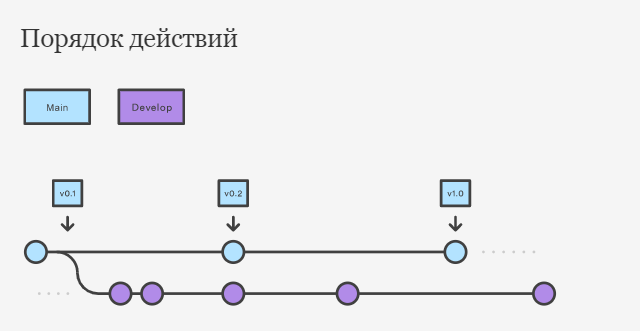 Порядок действий
Main
Develop
v0.1
v0.2
v1.0